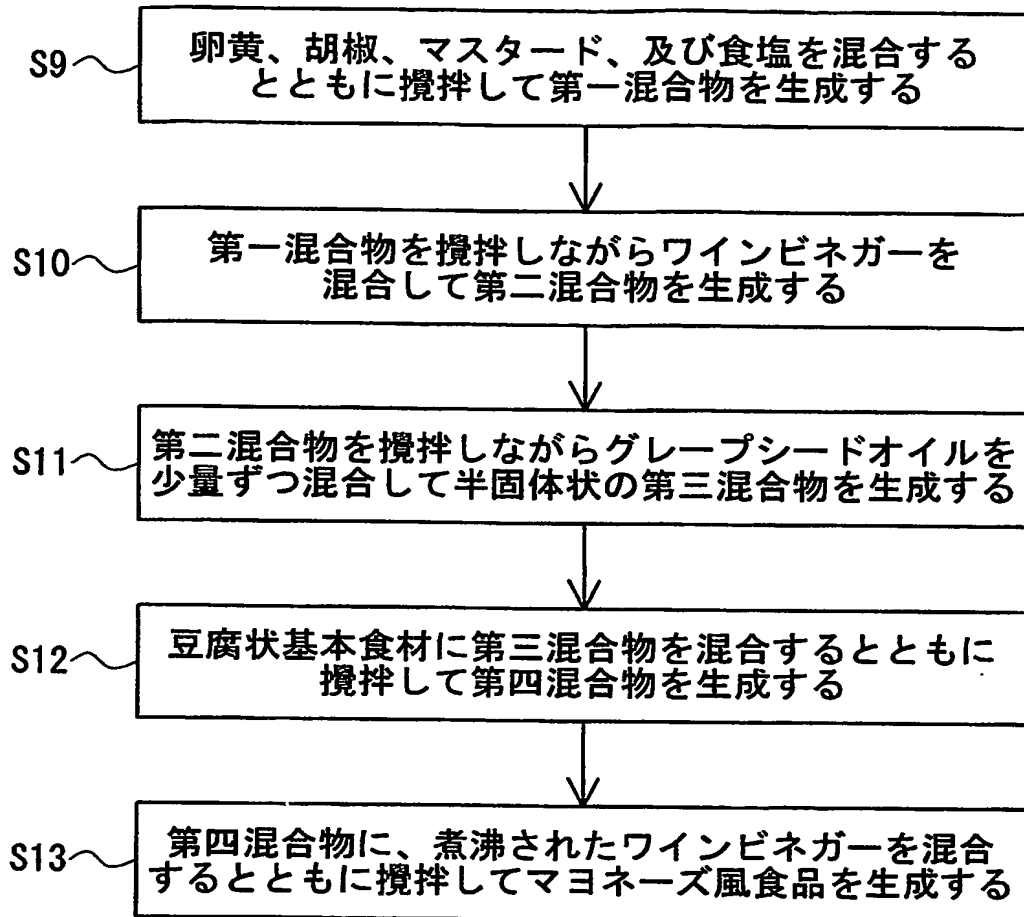 S9
卵黄、胡椒、マスタード、及び食塩を混合する
とともに攪拌して第一混合物を生成する
S10
第一混合物を攪拌しながらワインビネガーを
混合して第二混合物を生成する
S11
第二混合物を攪拌しながらグレープシードオイルを
少量ずつ混合して半固体状の第三混合物を生成する
S12
豆腐状基本食材に第三混合物を混合するとともに
攪拌して第四混合物を生成する
S13
第四混合物に、煮沸されたワインビネガーを混合
するとともに攪拌してマヨネーズ風食品を生成する